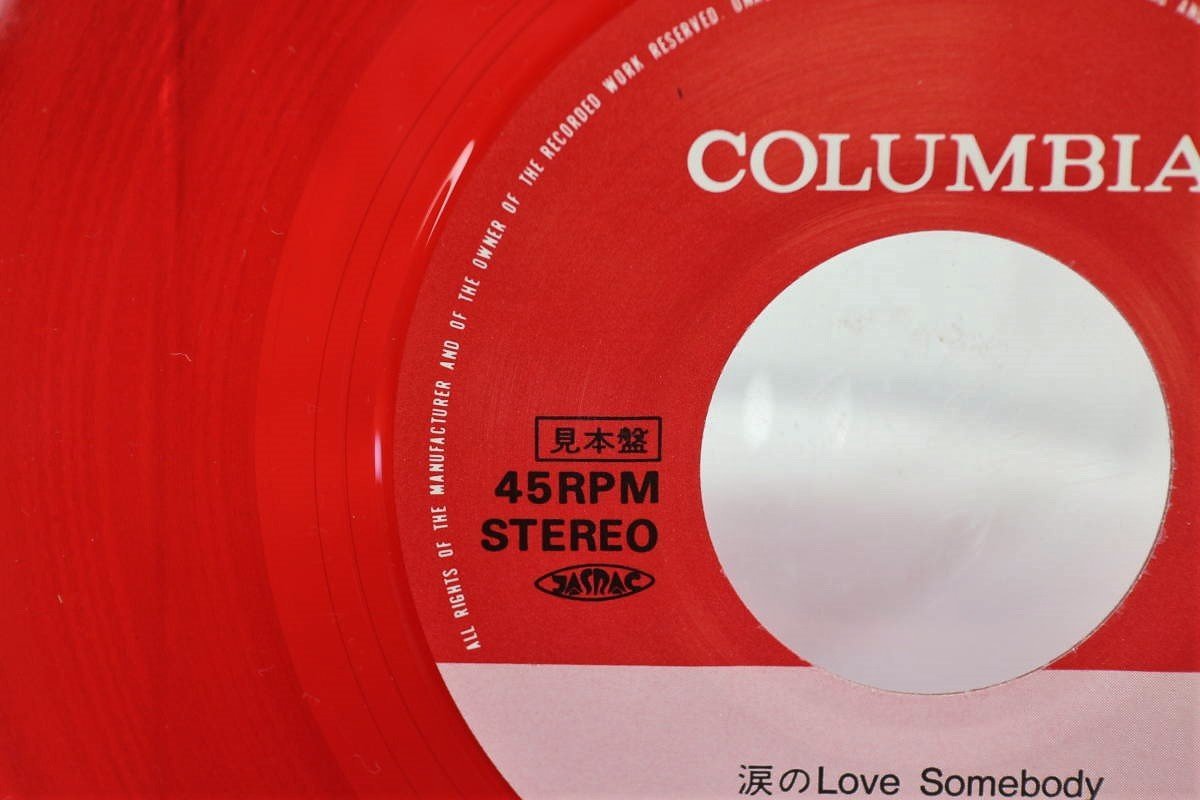 ALL RIGHTS OF THE MANUFACTURER AND OF THE OWNER OF THE RECORDED WORK RESERVED.
COLUMBIA
見本盤
45RPM
STEREO
JASRAC
涙のLove Somebody